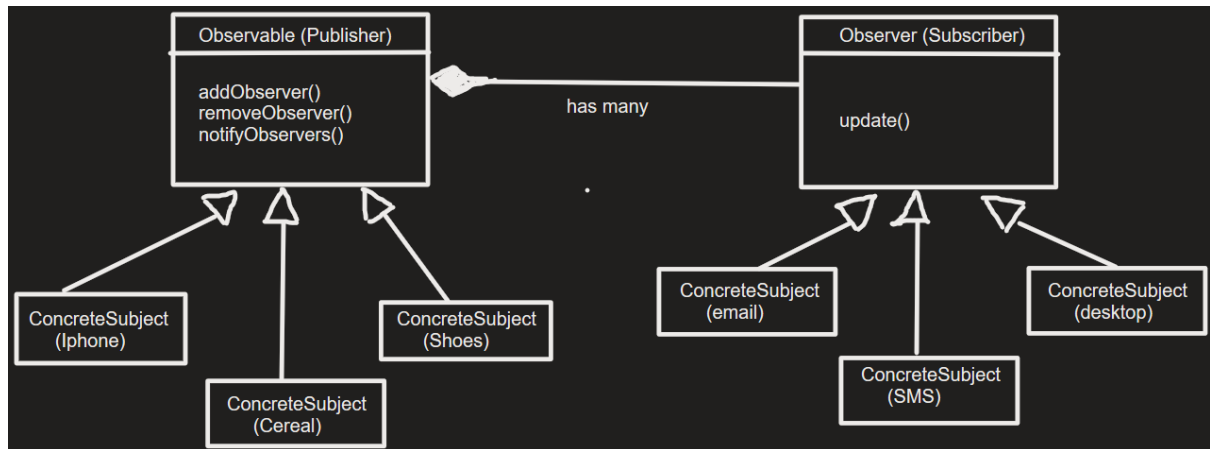 Observable (Publisher)
addObserver()
removeObserver()
notifyObservers()
has many
Observer (Subscriber)
update()
ConcreteSubject
(Iphone)
ConcreteSubject
(Cereal)
ConcreteSubject
(Shoes)
ConcreteSubject
(email)
ConcreteSubject
(SMS)
ConcreteSubject
(desktop)